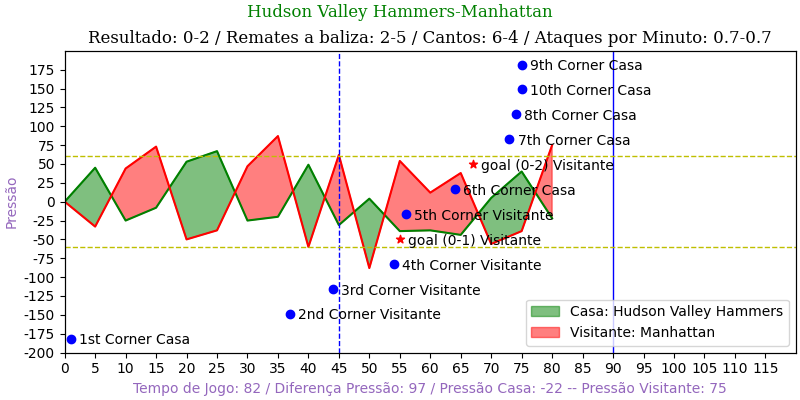 Hudson Valley Hammers-Manhattan
Resultado: 0-2 / Remates a baliza: 2-5 / Cantos: 6-4 / Ataques por Minuto: 0.7-0.7
Pressão
175
150
125
100
75
50
25
0
-25
-50
-75
-100
-125
-150
-175
-200
9th Corner Casa
10th Corner Casa
8th Corner Casa
7th Corner Casa
goal (0-2) Visitante
6th Corner Casa
5th Corner Visitante
goal (0-1) Visitante
4th Corner Visitante
3rd Corner Visitante
2nd Corner Visitante
1st Corner Casa
Casa: Hudson Valley Hammers
Visitante: Manhattan
0 5 10 15 20 25 30 35 40 45 50 55 60 65 70 75 80 85 90 95 100 105 110 115
Tempo de Jogo: 82 / Diferença Pressão: 97 / Pressão Casa: -22 -- Pressão Visitante: 75